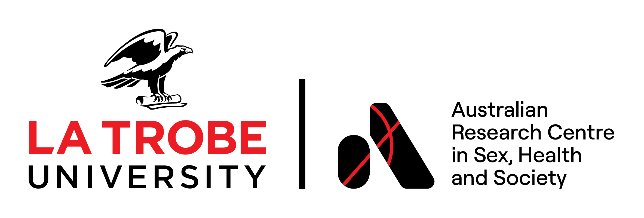 LA TROBE
UNIVERSITY
Australian
Research Centre
in Sex, Health
and Society